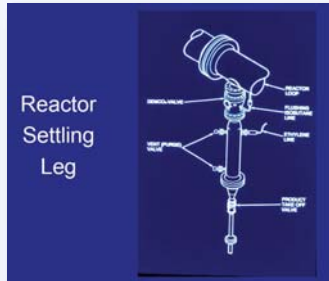 Reactor
Settling
Leg
REACTOR
LOOP
DEMCO-VALVE
FLUSHING
ISOBUTANE
LINE
VENT (PURGE)
VALVE
ETHYLENE
LINE
PRODUCT
TAKE OFF
VALVE